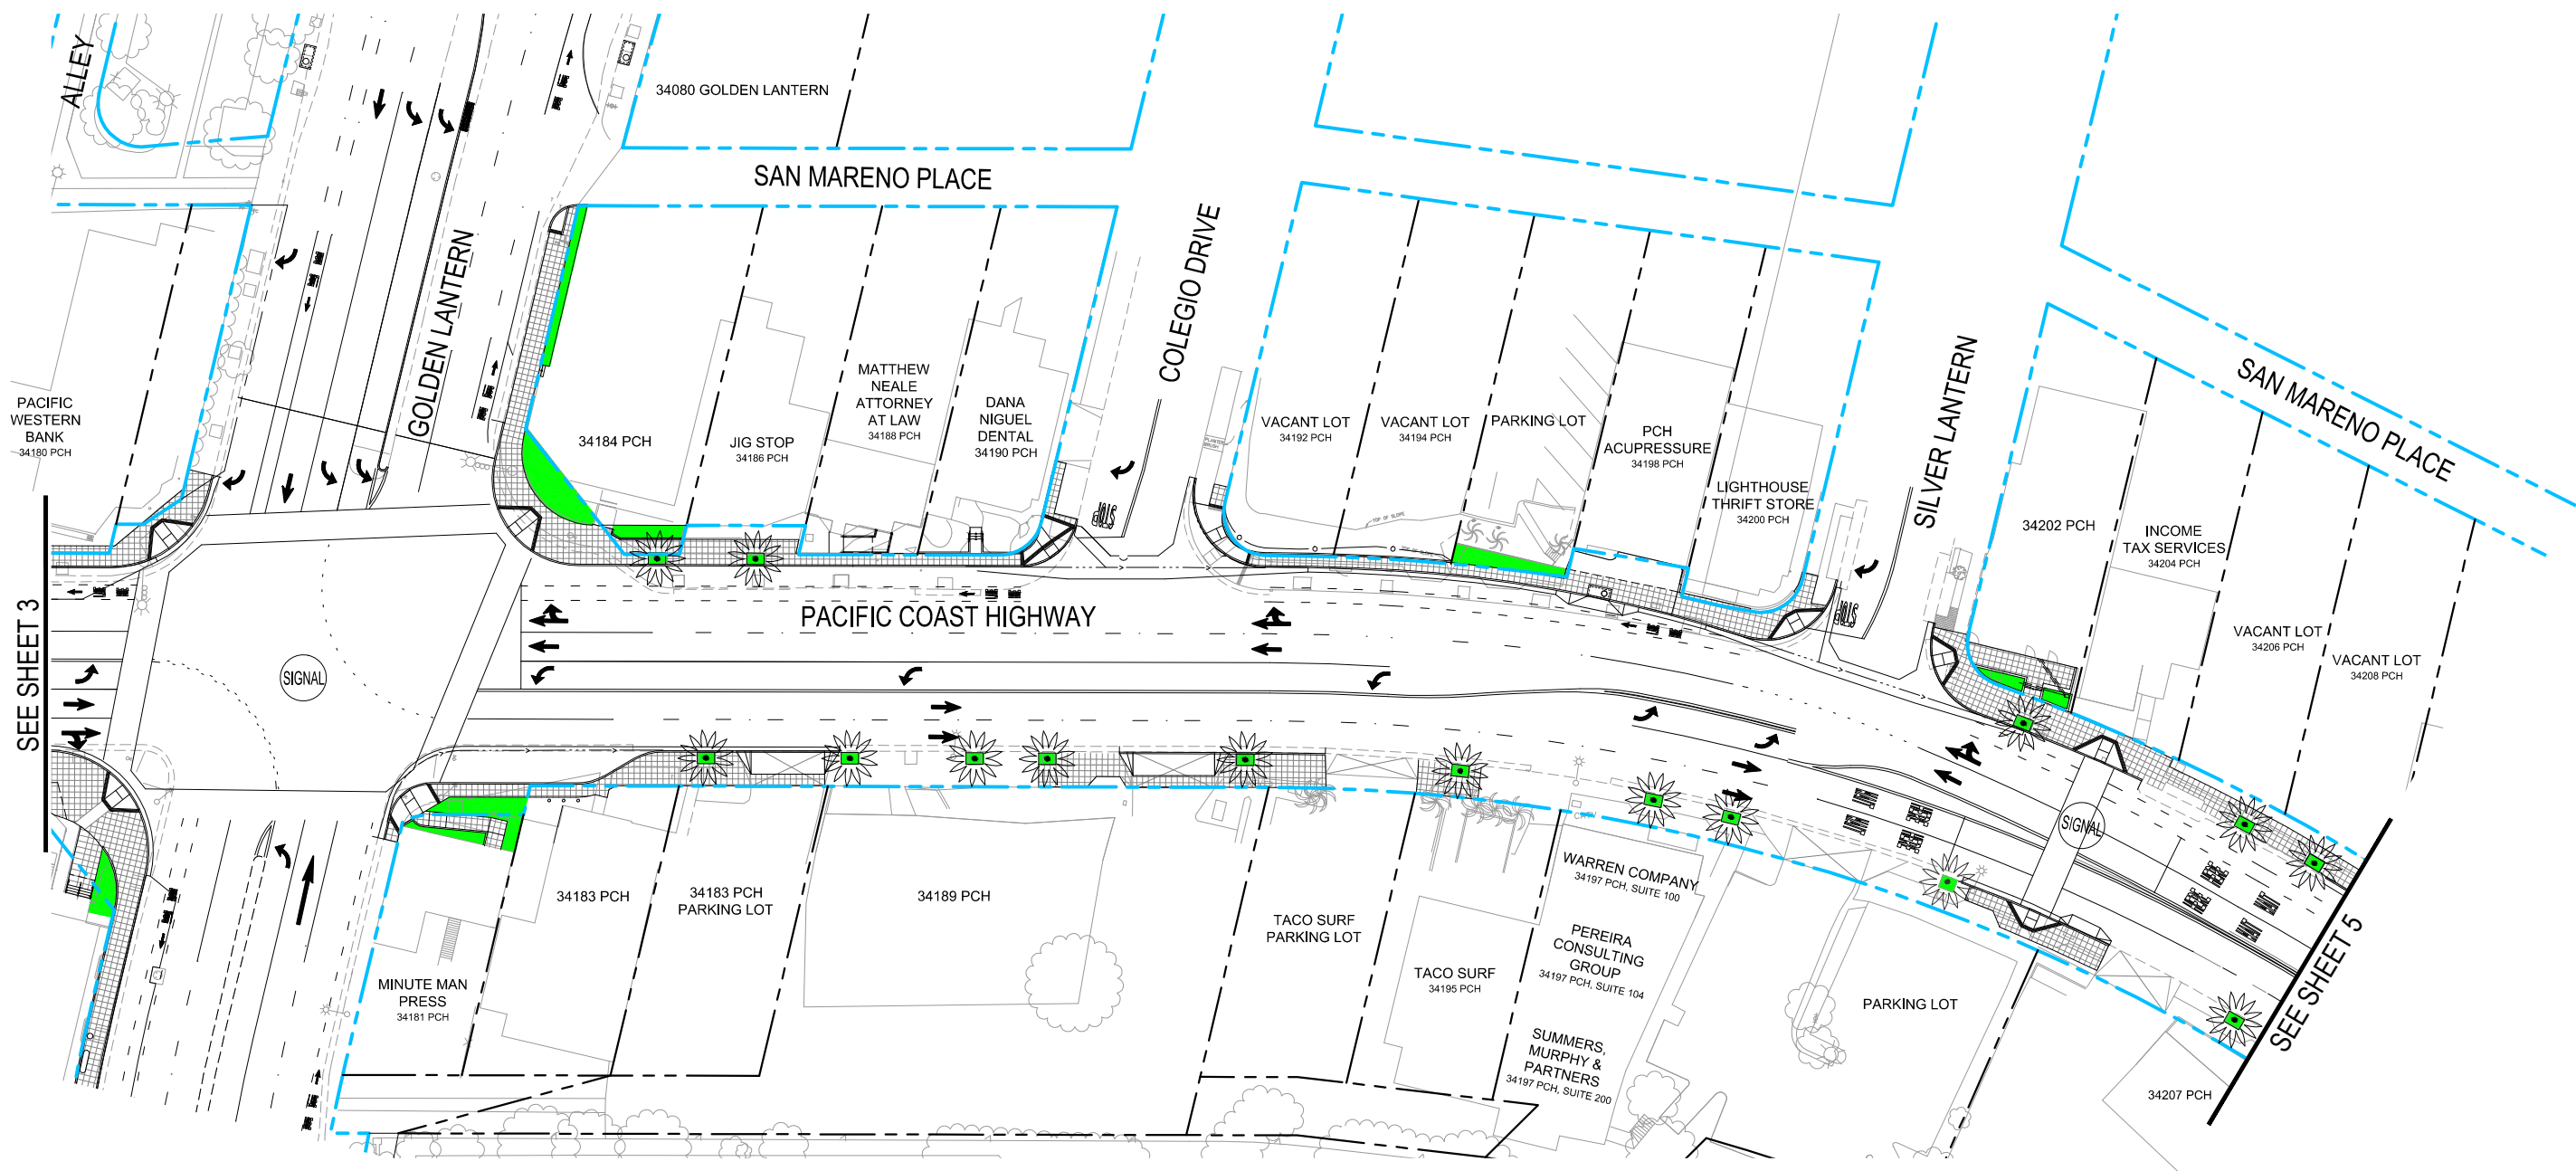 ALLEY
34080 GOLDEN LANTERN
SAN MARENO PLACE
GOLDEN LANTERN
COLEGIO DRIVE
SILVER LANTERN
SAN MARENO PLACE
PACIFIC
WESTERN
BANK
34180 PCH
34184 PCH
JIG STOP
34186 PCH
MATTHEW
NEALE
ATTORNEY
AT LAW
34188 PCH
DANA
NIGUEL
DENTAL
34190 PCH
STOP
VACANT LOT
34192 PCH
VACANT LOT
34194 PCH
PARKING LOT
TOP OF SLOPE
PCH
ACUPRESSURE
34198 PCH
LIGHTHOUSE
THRIFT STORE
34200 PCH
STOP
34202 PCH
INCOME
TAX SERVICES
34204 PCH
VACANT LOT
34206 PCH
VACANT LOT
34208 PCH
SEE SHEET 3
SIGNAL
PACIFIC COAST HIGHWAY
SIGNAL
SEE SHEET 5
MINUTE MAN
PRESS
34181 PCH
34183 PCH
34183 PCH
PARKING LOT
34189 PCH
TACO SURF
PARKING LOT
TACO SURF
34195 PCH
WARREN COMPANY
34197 PCH, SUITE 100
PEREIRA
CONSULTING
GROUP
34197 PCH, SUITE 104
SUMMERS,
MURPHY &
PARTNERS
34197 PCH, SUITE 200
PARKING LOT
34207 PCH